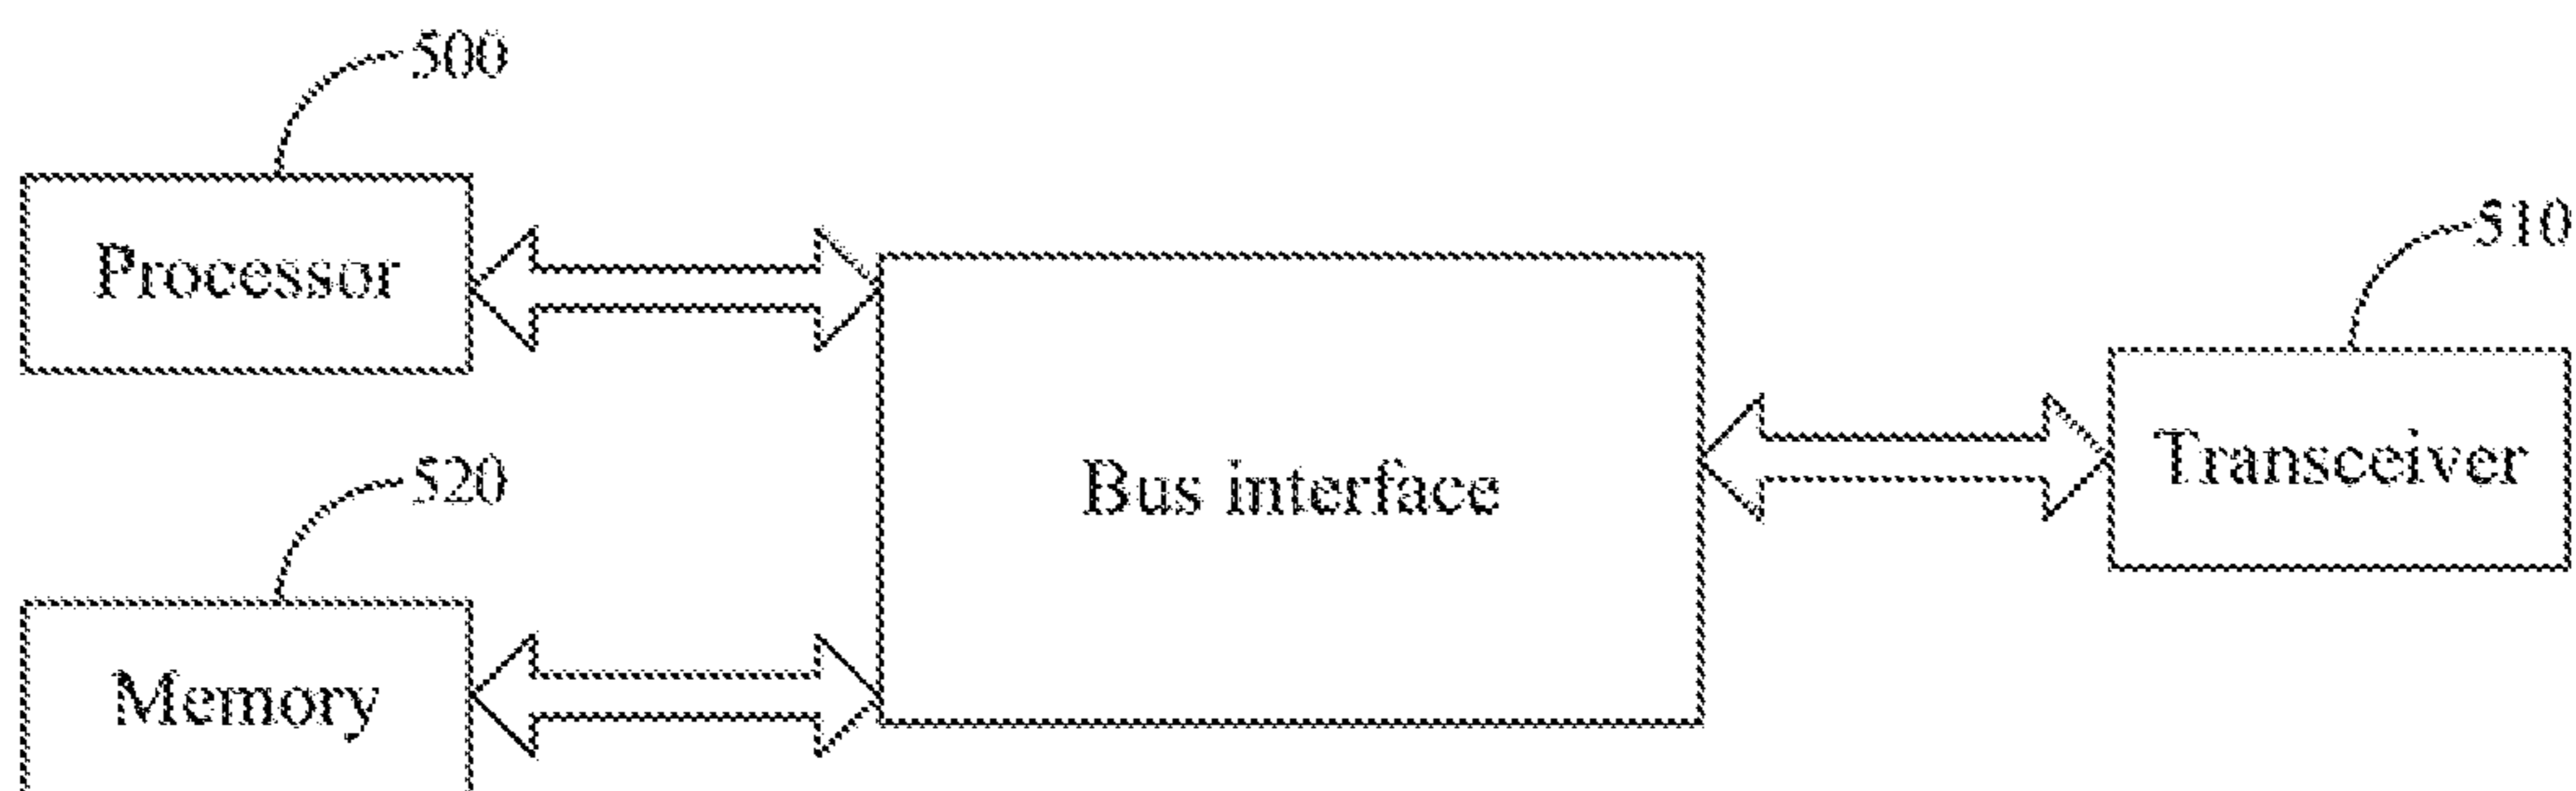 500
Processor
510
Transceiver
Bus interface
520
Memory